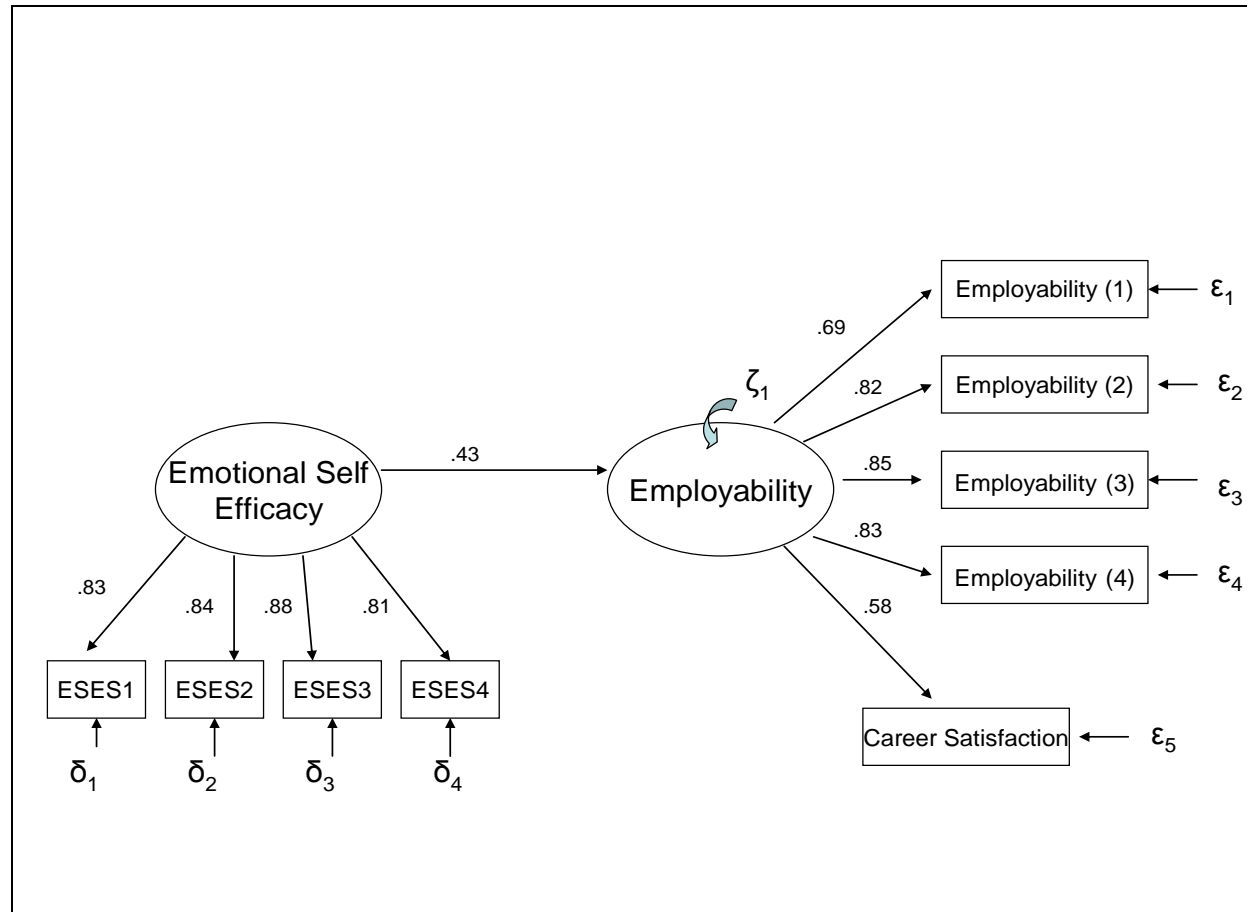 Employability (1)
ε1
.69
ζ1
Employability (2)
ε2
.82
.43
Emotional Self
Efficacy
Employability
.85
Employability (3)
ε3
.83
Employability (4)
ε4
.58
.83
.84
.88
.81
ESES1
ESES2
ESES3
ESES4
Career Satisfaction
ε5
δ1
δ2
δ3
δ4